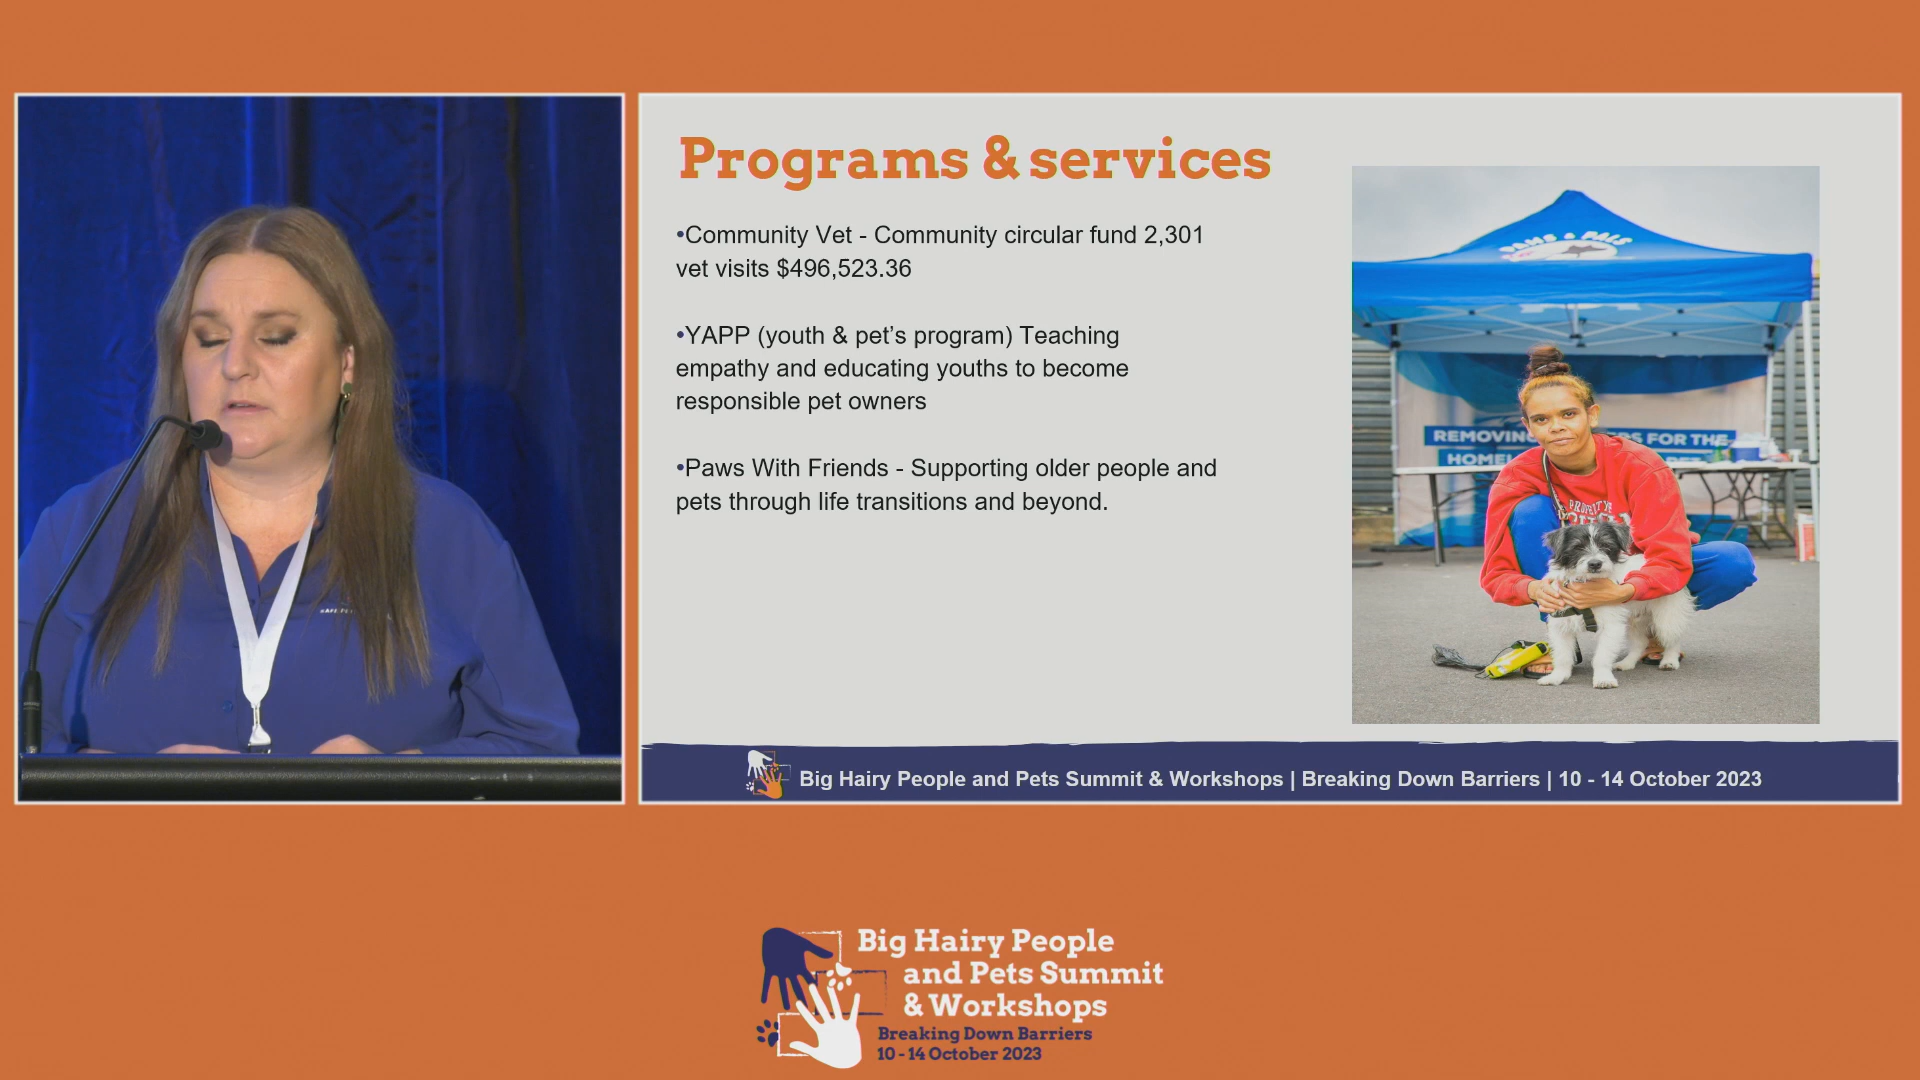 Programs & services
•Community Vet - Community circular fund 2,301
vet visits $496,523.36
•YAPP (youth & pet’s program) Teaching
empathy and educating youths to become
responsible pet owners
•Paws With Friends - Supporting older people and
pets through life transitions and beyond.
PAWS & PALS
REMOVING
FOR THE
PROPERTY
Big Hairy People and Pets Summit & Workshops | Breaking Down Barriers | 10 - 14 October 2023
Big Hairy People
and Pets Summit
& Workshops
Breaking Down Barriers
10 - 14 October 2023